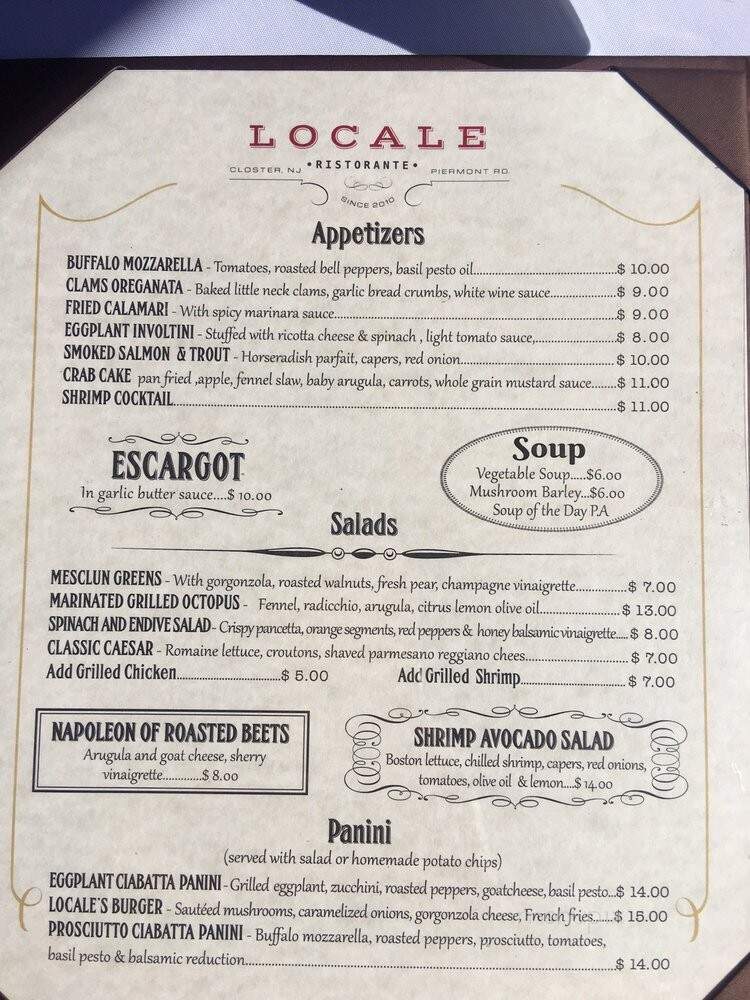 LOCALE
CLOSTER, NJ •RISTORANTE• PIERMONT RD
SINCE 2010
Appetizers
BUFFALO MOZZARELLA - Tomatoes, roasted bell peppers, basil pesto oil....................................$ 10.00
CLAMS OREGANATA - Baked little neck clams, garlic bread crumbs, white wine sauce.................$ 9.00
FRIED CALAMARI - With spicy marinara sauce.......................................................................$ 9.00
EGGPLANT INVOLTINI - Stuffed with ricotta cheese & spinach , light tomato sauce,....................$ 8.00
SMOKED SALMON & TROUT - Horseradish parfait, capers, red onion.......................................$ 10.00
CRAB CAKE pan fried ,apple, fennel slaw, baby arugula, carrots, whole grain mustard sauce.......$ 11.00
SHRIMP COCKTAIL................................................................................................................$ 11.00
ESCARGOT
In garlic butter sauce....$ 10.00
Soup
Vegetable Soup.....$6.00
Mushroom Barley...$6.00
Soup of the Day P.A
Salads
MESCLUN GREENS - With gorgonzola, roasted walnuts, fresh pear, champagne vinaigrette.............$ 7.00
MARINATED GRILLED OCTOPUS - Fennel, radicchio, arugula, citrus lemon olive oil.....................$ 13.00
SPINACH AND ENDIVE SALAD- Crispy pancetta, orange segments, red peppers & honey balsamic vinaigrette....$ 8.00
CLASSIC CAESAR - Romaine lettuce, croutons, shaved parmesano reggiano chees..........................$ 7.00
Add Grilled Chicken..........................$ 5.00 Add Grilled Shrimp..........................$ 7.00
NAPOLEON OF ROASTED BEETS
Arugula and goat cheese, sherry
vinaigrette.............$ 8.00
SHRIMP AVOCADO SALAD
Boston lettuce, chilled shrimp, capers, red onions,
tomatoes, olive oil & lemon....$ 14.00
Panini
(served with salad or homemade potato chips)
EGGPLANT CIABATTA PANINI - Grilled eggplant, zucchini, roasted peppers, goatcheese, basil pesto...$ 14.00
LOCALE'S BURGER - Sautéed mushrooms, caramelized onions, gorgonzola cheese, French fries.......$ 15.00
PROSCIUTTO CIABATTA PANINI - Buffalo mozzarella, roasted peppers, prosciutto, tomatoes,
basil pesto & balsamic reduction............................................................................................$ 14.00